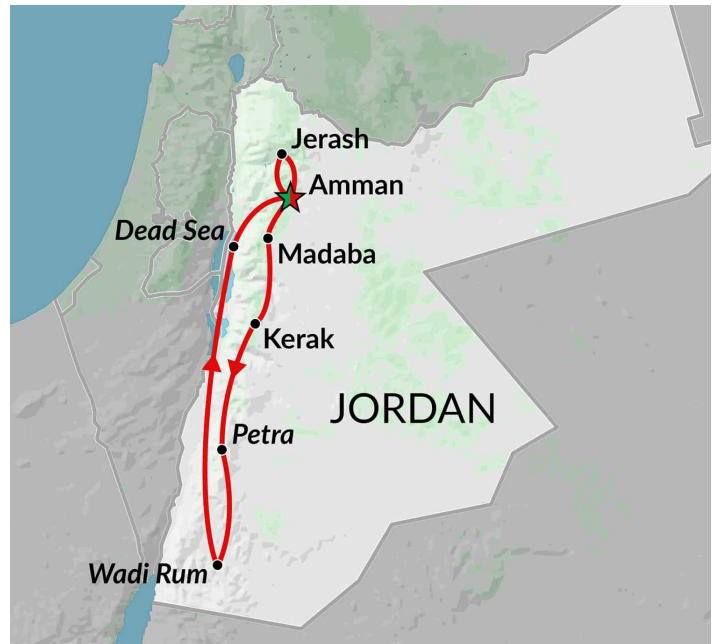 Jerash
Amman
Dead Sea
Madaba
Kerak
JORDAN
Petra
Wadi Rum